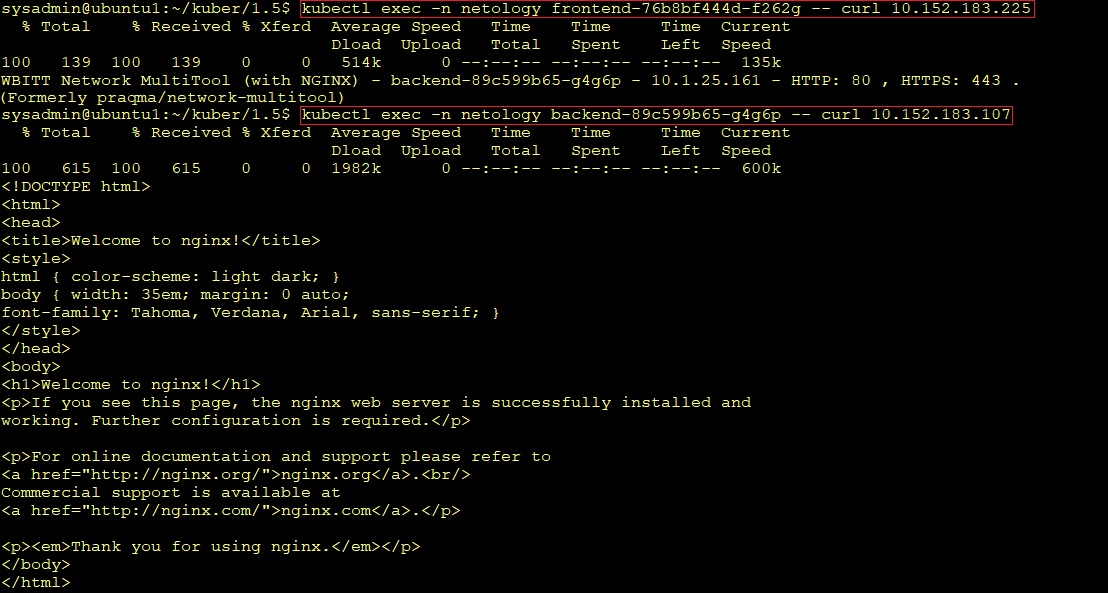 sysadmin@ubuntu1:~/kuber/1.5$ kubectl exec -n netology frontend-76b8bf444d-f262g -- curl 10.152.183.225
  % Total    % Received % Xferd  Average Speed   Time    Time     Time  Current
                                 Dload  Upload   Total   Spent    Left  Speed
100   139  100   139    0     0   514k      0 --:--:-- --:--:-- --:--:--  135k
WBITT Network MultiTool (with NGINX) - backend-89c599b65-g4g6p - 10.1.25.161 - HTTP: 80 , HTTPS: 443 .
(Formerly praqma/network-multitool)
sysadmin@ubuntu1:~/kuber/1.5$ kubectl exec -n netology backend-89c599b65-g4g6p -- curl 10.152.183.107
  % Total    % Received % Xferd  Average Speed   Time    Time     Time  Current
                                 Dload  Upload   Total   Spent    Left  Speed
100   615  100   615    0     0  1982k      0 --:--:-- --:--:-- --:--:--  600k
<!DOCTYPE html>
<html>
<head>
<title>Welcome to nginx!</title>
<style>
html { color-scheme: light dark; }
body { width: 35em; margin: 0 auto;
font-family: Tahoma, Verdana, Arial, sans-serif; }
</style>
</head>
<body>
<h1>Welcome to nginx!</h1>
<p>If you see this page, the nginx web server is successfully installed and
working. Further configuration is required.</p>

<p>For online documentation and support please refer to
<a href="http://nginx.org/">nginx.org</a>.<br/>
Commercial support is available at
<a href="http://nginx.com/">nginx.com</a>.</p>

<p><em>Thank you for using nginx.</em></p>
</body>
</html>